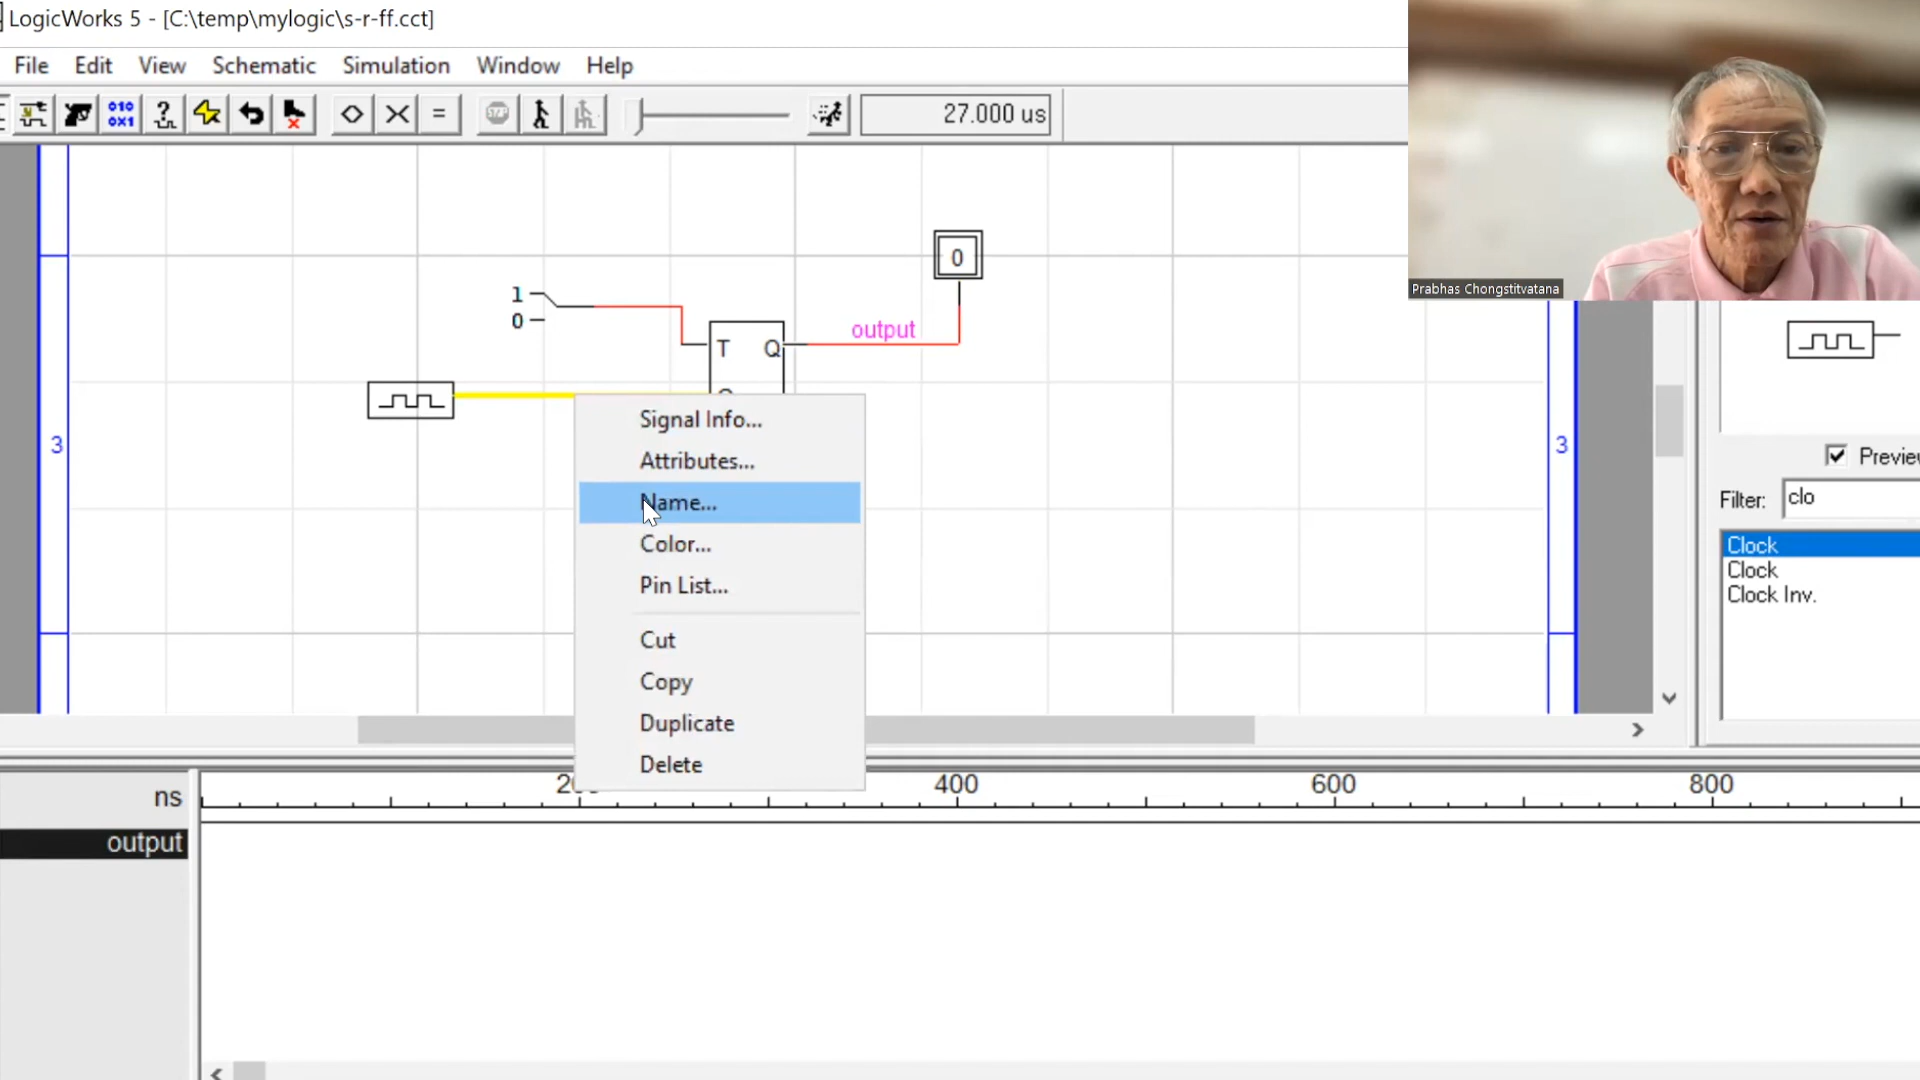 LogicWorks 5 - [C:\temp\mylogic\s-r-ff.cct]
File Edit View Schematic Simulation Window Help
27.000 us
Prabhas Chongstitvatana
0
1
0
output
T Q
3
3
Signal Info...
Attributes...
Name...
Color...
Pin List...
Cut
Copy
Duplicate
Delete
Filter: clo
Clock
Clock
Clock Inv.
ns
400 600 800
output